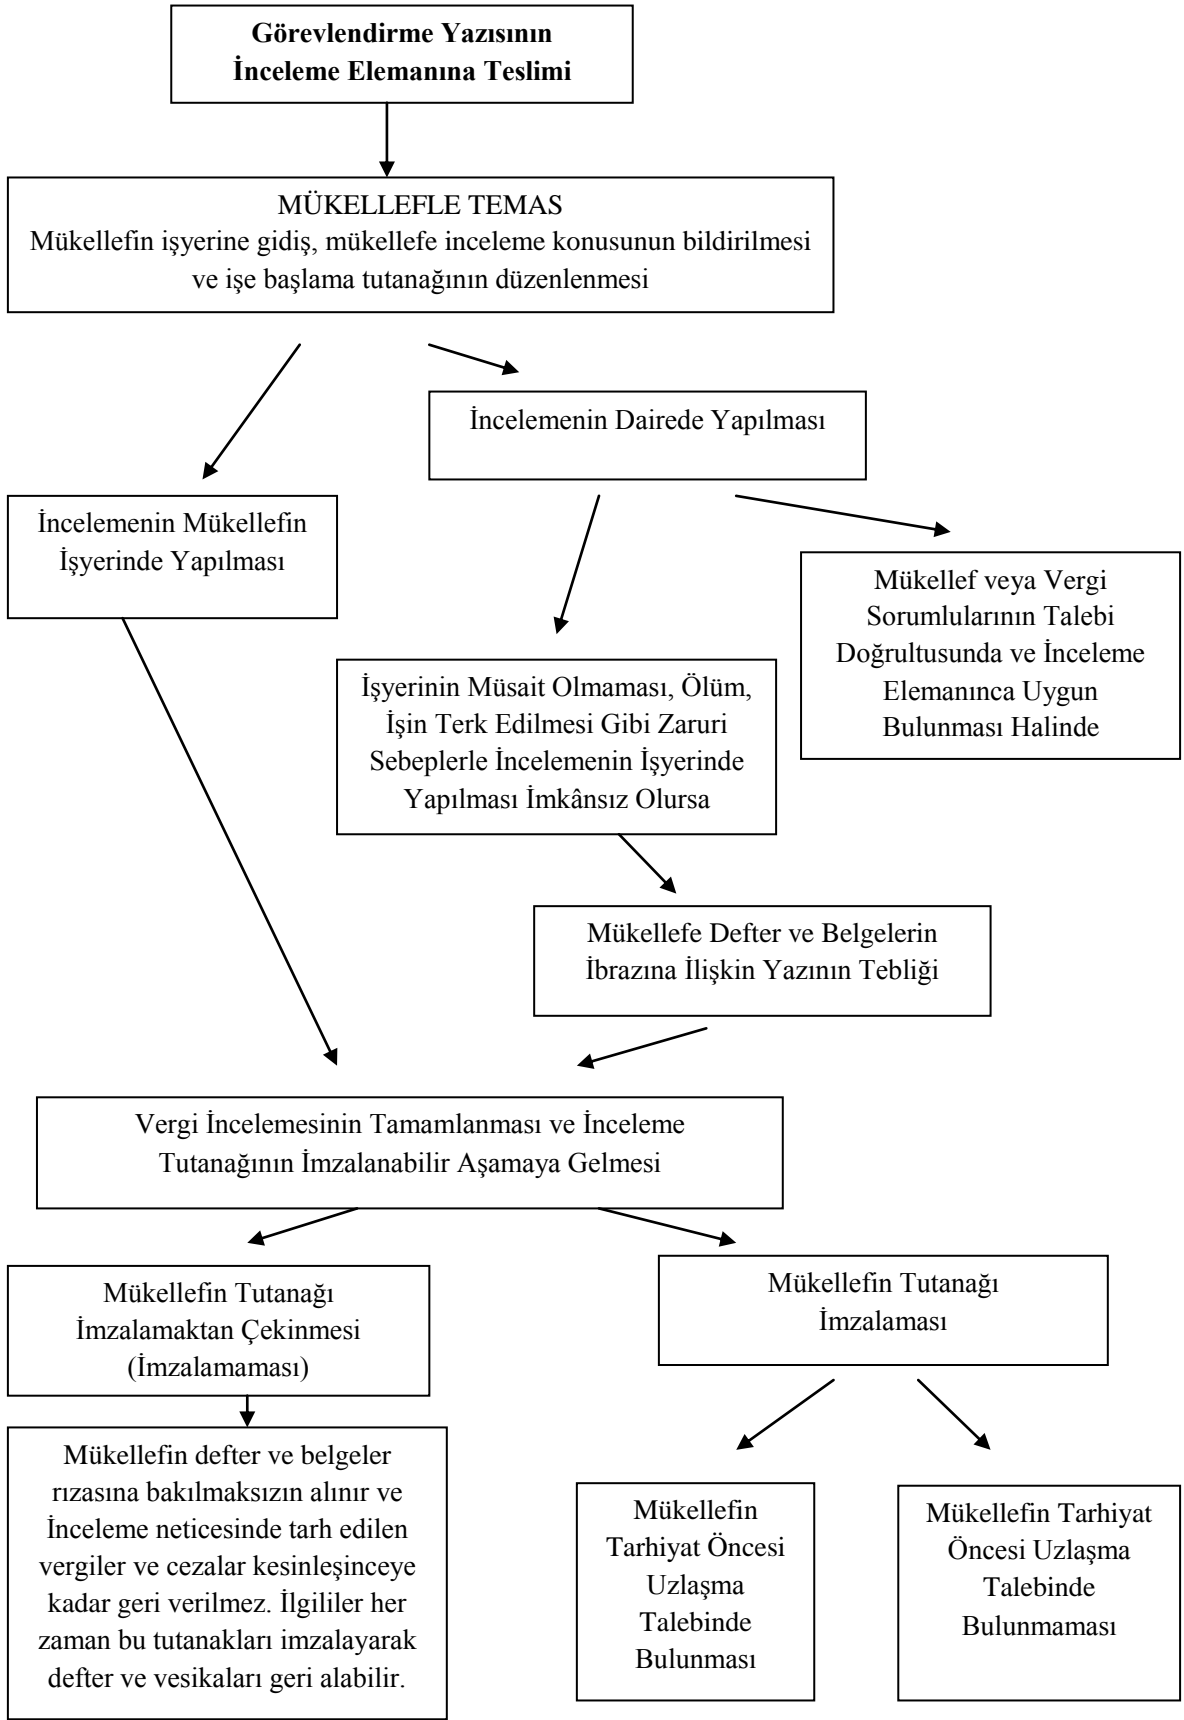 Görevlendirme Yazısının
İnceleme Elemanına Teslimi
MÜKELLEFLE TEMAS
Mükellefin işyerine gidiş, mükellefe inceleme konusunun bildirilmesi
ve işe başlama tutanağının düzenlenmesi
İncelemenin Dairede Yapılması
İncelemenin Mükellefin
İşyerinde Yapılması
Mükellef veya Vergi
Sorumlularının Talebi
Doğrultusunda ve İnceleme
Elemanınca Uygun
Bulunması Halinde
İşyerinin Müsait Olmaması, Ölüm,
İşin Terk Edilmesi Gibi Zaruri
Sebeplerle İncelemenin İşyerinde
Yapılması İmkânsız Olursa
Mükellefe Defter ve Belgelerin
İbrazına İlişkin Yazının Tebliği
Vergi İncelemesinin Tamamlanması ve İnceleme
Tutanağının İmzalanabilir Aşamaya Gelmesi
Mükellefin Tutanağı
İmzalamaktan Çekinmesi
(İmzalamaması)
Mükellefin Tutanağı
İmzalaması
Mükellefin defter ve belgeler
rızasına bakılmaksızın alınır ve
İnceleme neticesinde tarh edilen
vergiler ve cezalar kesinleşinceye
kadar geri verilmez. İlgililer her
zaman bu tutanakları imzalayarak
defter ve vesikaları geri alabilir.
Mükellefin
Tarhiyat Öncesi
Uzlaşma
Talebinde
Bulunması
Mükellefin Tarhiyat
Öncesi Uzlaşma
Talebinde
Bulunmaması